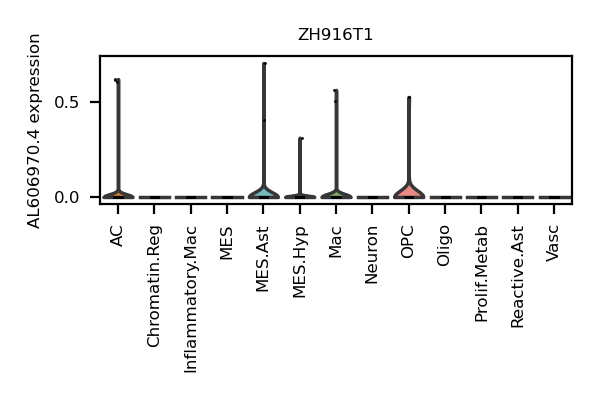 ZH916T1
AL606970.4 expression
0.5
0.0
AC
Chromatin.Reg
Inflammatory.Mac
MES
MES.Ast
MES.Hyp
Mac
Neuron
OPC
Oligo
Prolif.Metab
Reactive.Ast
Vasc